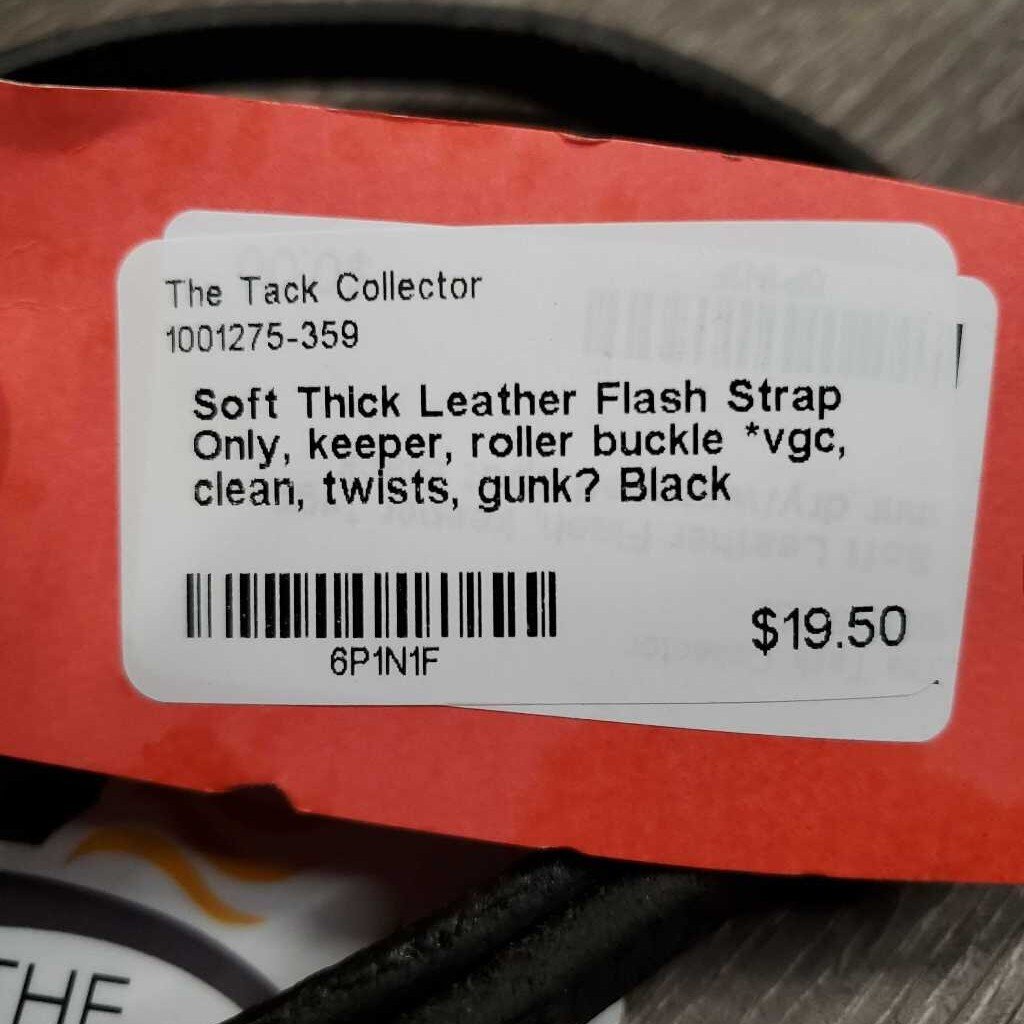 The Tack Collector
1001275-359
Soft Thick Leather Flash Strap
Only, keeper, roller buckle *vgc,
clean, twists, gunk? Black
6P1N1F
$19.50
THE